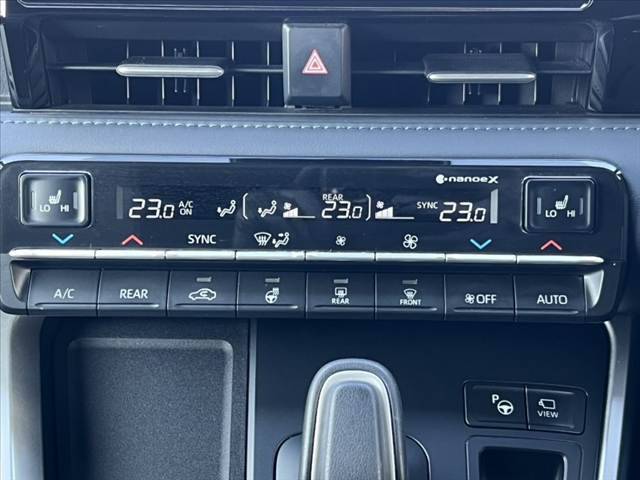 nanoeX
LO HI
23.0 A/C ON
REAR 23.0
SYNC 23.0
LO HI
SYNC
A/C REAR REAR FRONT OFF AUTO
P VIEW